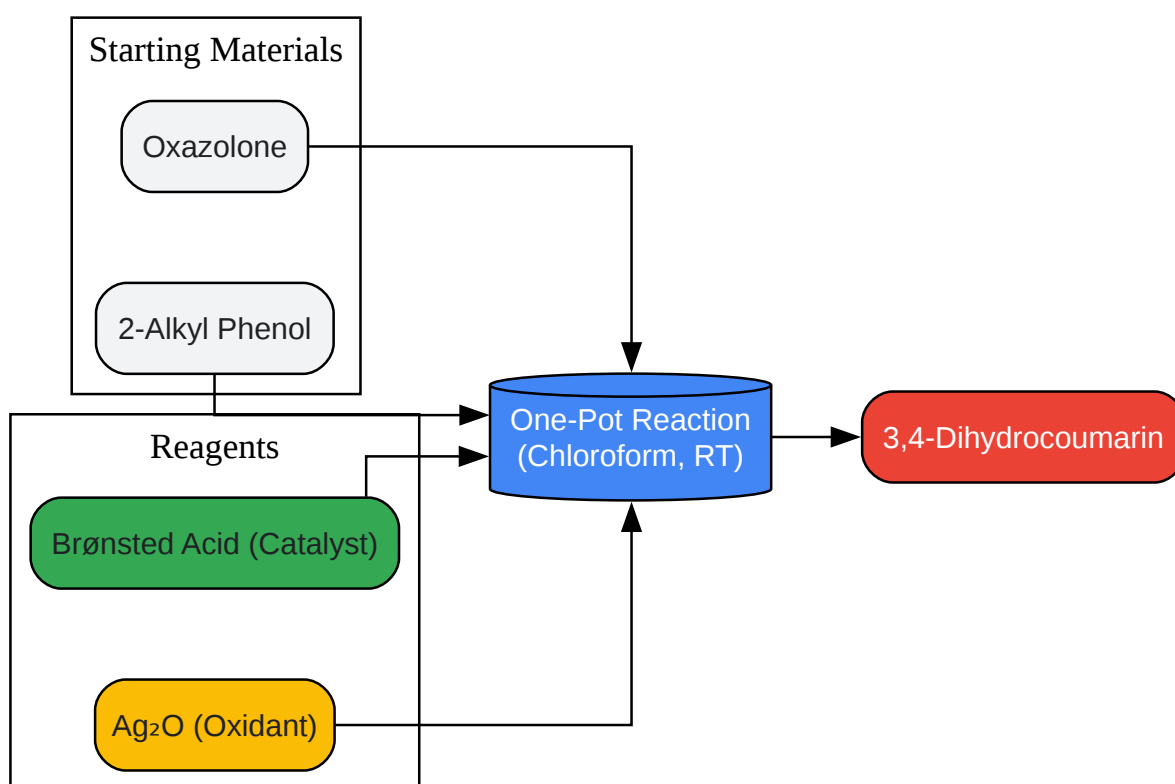 Starting Materials
Oxazolone
2-Alkyl Phenol
Reagents
Brønsted Acid (Catalyst)
Ag₂O (Oxidant)
One-Pot Reaction
(Chloroform, RT)
3,4-Dihydrocoumarin